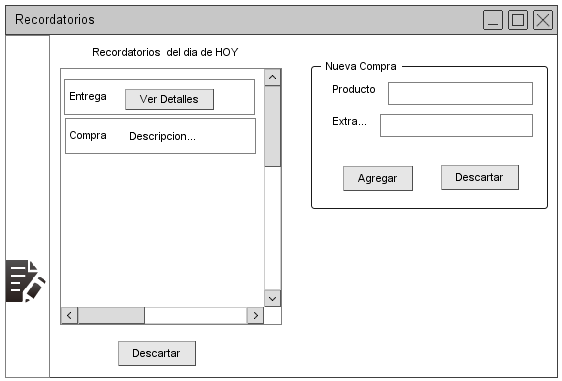 Recordatorios
Recordatorios del dia de HOY
Entrega
Ver Detalles
Compra
Descripcion...
Descartar
Nueva Compra
Producto
Extra...
Agregar
Descartar